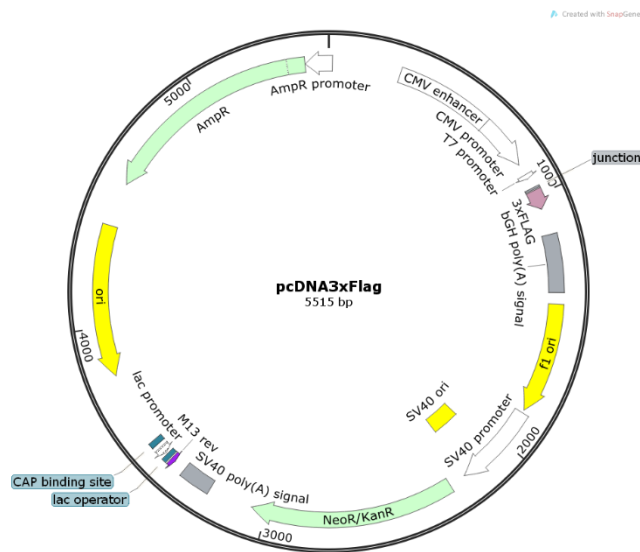 Created with SnapGene
AmpR promoter
AmpR
5000
CMV enhancer
CMV promoter
T7 promoter
1000
junction
3xFLAG
bGH poly(A) signal
pcDNA3xFlag
5515 bp
ori
4000
f1 ori
SV40 ori
SV40 promoter
2000
lac promoter
M13 rev
SV40 poly(A) signal
CAP binding site
lac operator
NeoR/KanR
3000